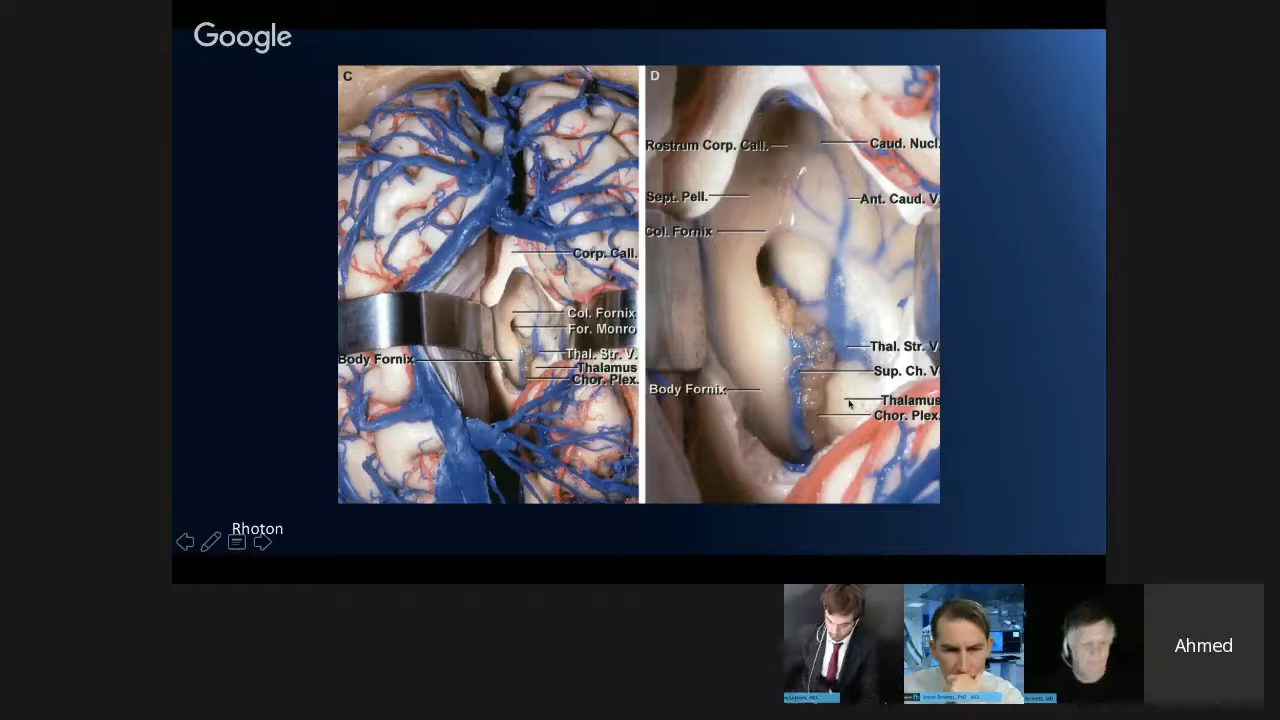 Google
C
Corp. Call.
Col. Fornix
For. Monro
Thal. Str. V.
Body Fornix
Thalamus
Chor. Plex.
D
Rostrum Corp. Call.
Caud. Nucl.
Sept. Pell.
Ant. Caud. V
Col. Fornix
Thal. Str. V.
Sup. Ch. V
Body Fornix
Thalamus
Chor. Plex.
Rhoton
Ahmed